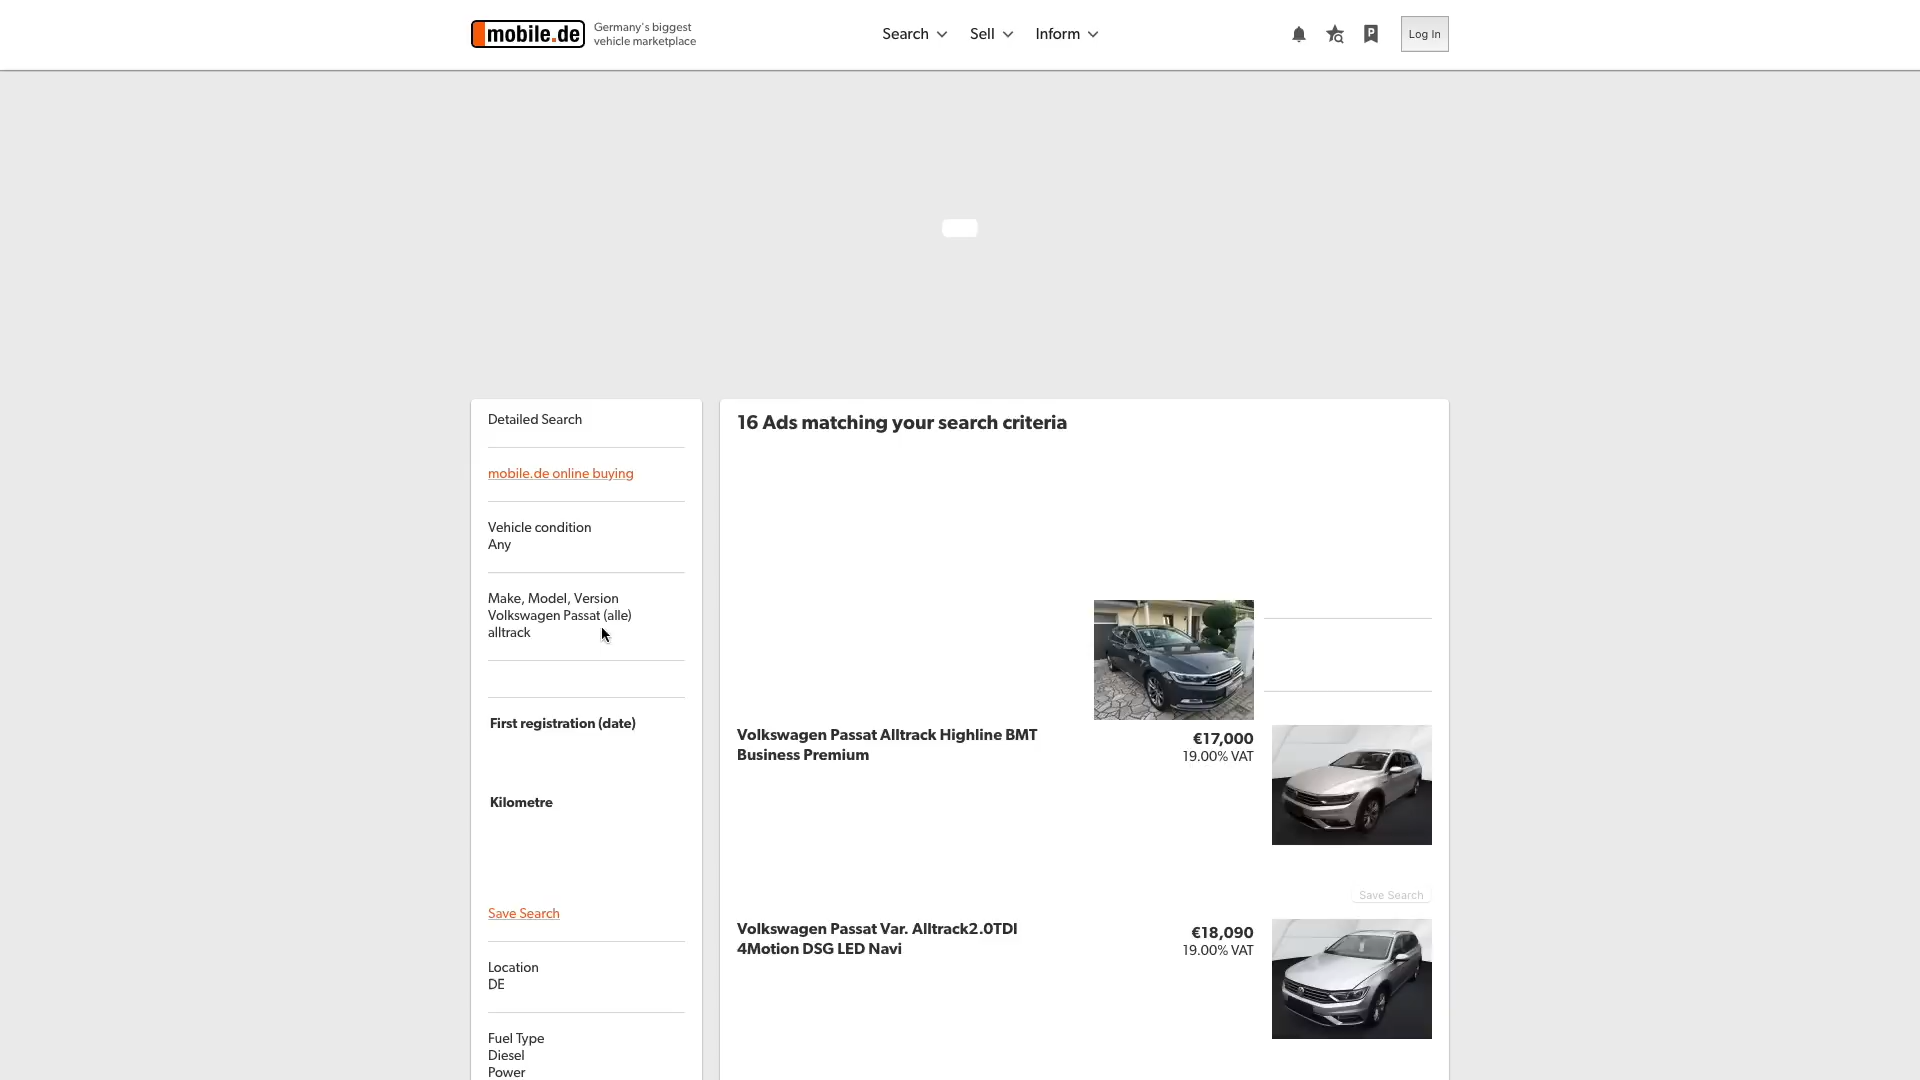 mobile.de
Germany's biggest
vehicle marketplace
Search
Sell
Inform
Log In
Detailed Search
mobile.de online buying
Vehicle condition
Any
Make, Model, Version
Volkswagen Passat (alle)
alltrack
First registration (date)
Kilometre
Save Search
Location
DE
Fuel Type
Diesel
Power
16 Ads matching your search criteria
Volkswagen Passat Alltrack Highline BMT
Business Premium
€17,000
19.00% VAT
Save Search
Volkswagen Passat Var. Alltrack2.0TDI
4Motion DSG LED Navi
€18,090
19.00% VAT